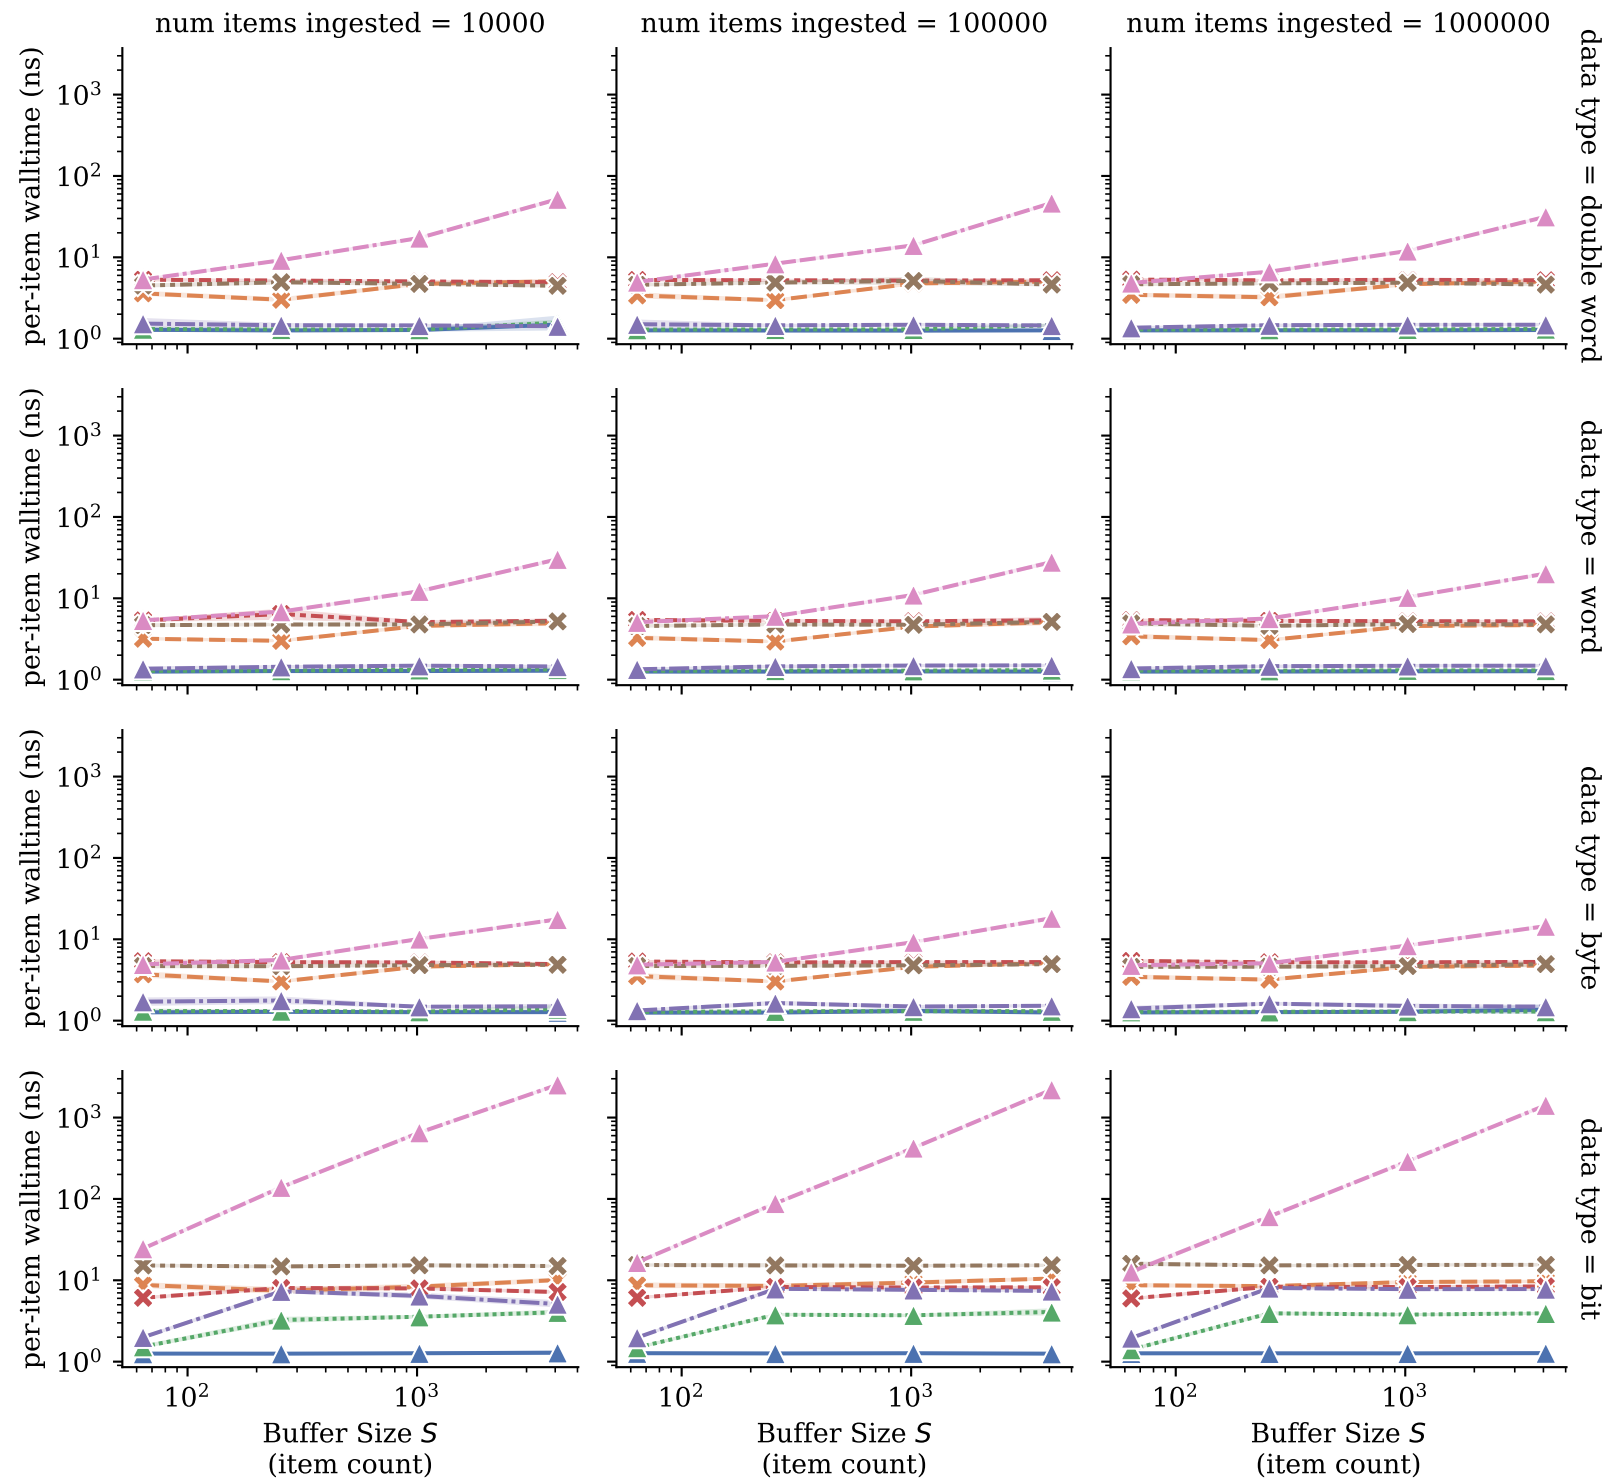 num items ingested = 10000
num items ingested = 100000
num items ingested = 1000000
per-item walltime (ns)
10³
10²
10¹
10⁰
data type = double word
per-item walltime (ns)
10³
10²
10¹
10⁰
data type = word
per-item walltime (ns)
10³
10²
10¹
10⁰
data type = byte
per-item walltime (ns)
10³
10²
10¹
10⁰
data type = bit
10² 10³
10² 10³
10² 10³
Buffer Size S
(item count)
Buffer Size S
(item count)
Buffer Size S
(item count)